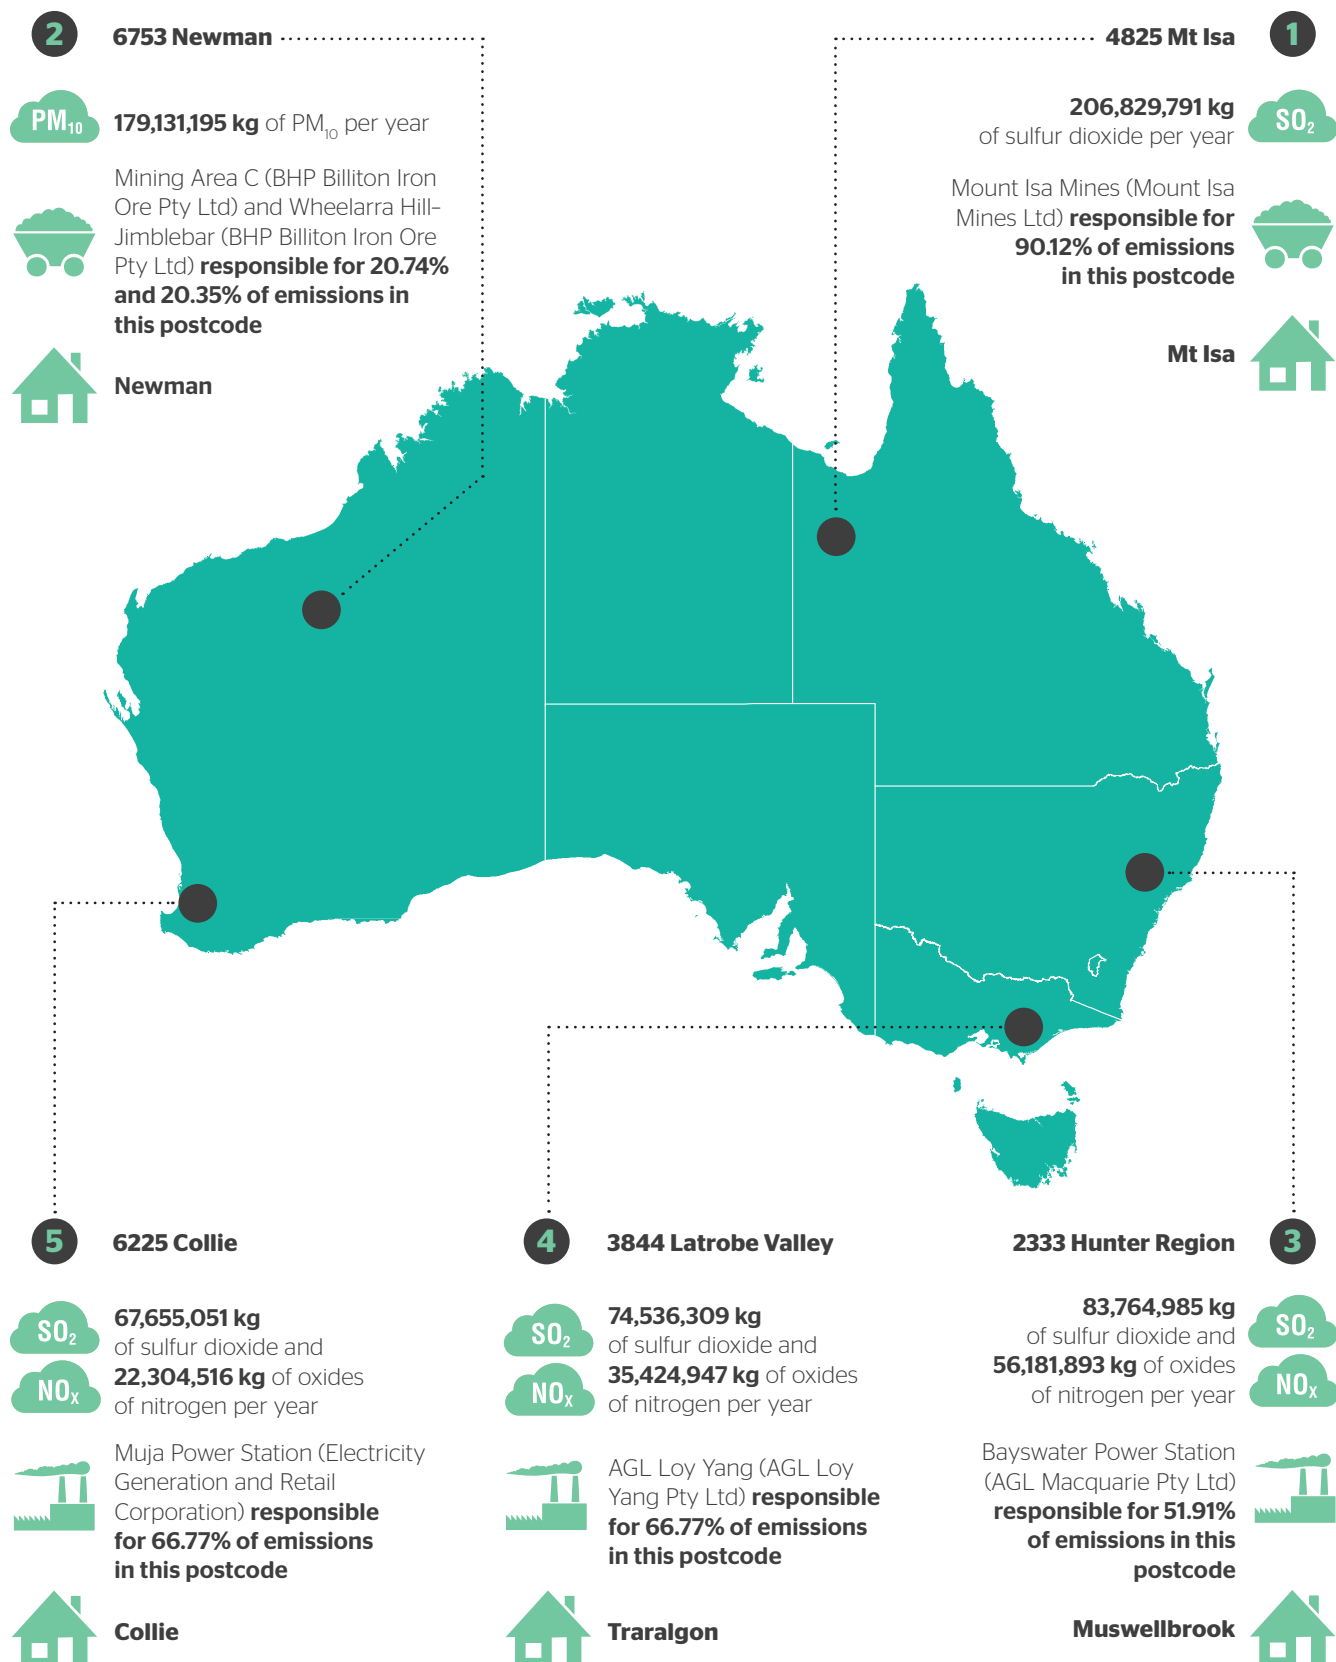 2
6753 Newman
PM10
179,131,195 kg of PM10 per year
Mining Area C (BHP Billiton Iron
Ore Pty Ltd) and Wheelarra Hill–
Jimblebar (BHP Billiton Iron Ore
Pty Ltd) responsible for 20.74%
and 20.35% of emissions in
this postcode
Newman
4825 Mt Isa
1
206,829,791 kg
of sulfur dioxide per year
SO2
Mount Isa Mines (Mount Isa
Mines Ltd) responsible for
90.12% of emissions
in this postcode
Mt Isa
5
6225 Collie
SO2
NOX
67,655,051 kg
of sulfur dioxide and
22,304,516 kg of oxides
of nitrogen per year
Muja Power Station (Electricity
Generation and Retail
Corporation) responsible
for 66.77% of emissions
in this postcode
Collie
4
3844 Latrobe Valley
SO2
NOX
74,536,309 kg
of sulfur dioxide and
35,424,947 kg of oxides
of nitrogen per year
AGL Loy Yang (AGL Loy
Yang Pty Ltd) responsible
for 66.77% of emissions
in this postcode
Traralgon
2333 Hunter Region
3
83,764,985 kg
of sulfur dioxide and
56,181,893 kg of oxides
of nitrogen per year
SO2
NOX
Bayswater Power Station
(AGL Macquarie Pty Ltd)
responsible for 51.91%
of emissions in this
postcode
Muswellbrook